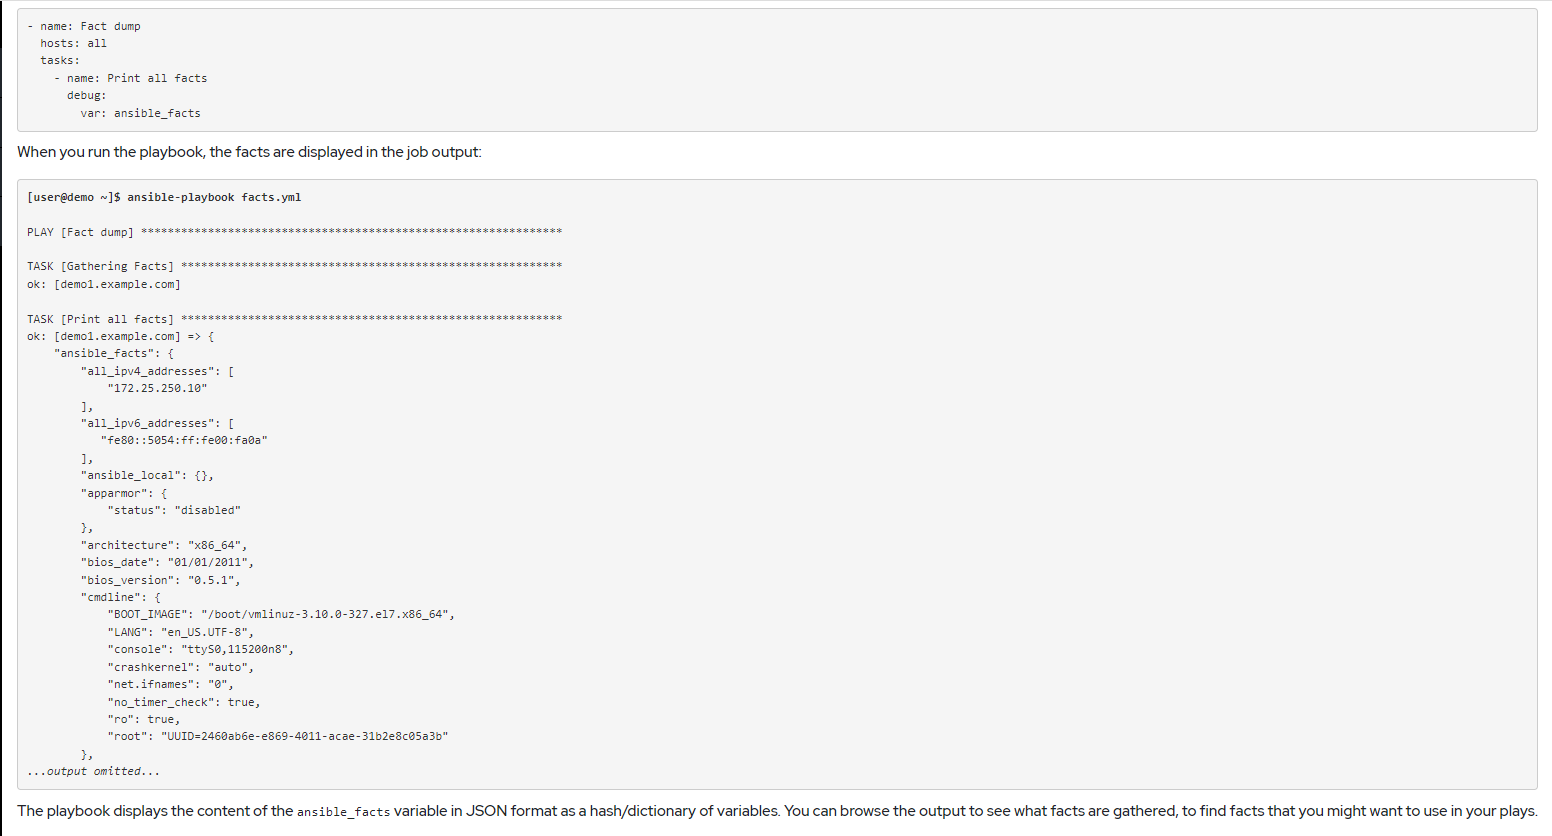 - name: Fact dump
  hosts: all
  tasks:
    - name: Print all facts
      debug:
        var: ansible_facts
When you run the playbook, the facts are displayed in the job output:
[user@demo ~]$ ansible-playbook facts.yml
PLAY [Fact dump] ***************************************************************
TASK [Gathering Facts] *********************************************************
ok: [demo1.example.com]
TASK [Print all facts] *********************************************************
ok: [demo1.example.com] => {
    "ansible_facts": {
        "all_ipv4_addresses": [
            "172.25.250.10"
        ],
        "all_ipv6_addresses": [
           "fe80::5054:ff:fe00:fa0a"
        ],
        "ansible_local": {},
        "apparmor": {
            "status": "disabled"
        },
        "architecture": "x86_64",
        "bios_date": "01/01/2011",
        "bios_version": "0.5.1",
        "cmdline": {
            "BOOT_IMAGE": "/boot/vmlinuz-3.10.0-327.el7.x86_64",
            "LANG": "en_US.UTF-8",
            "console": "ttyS0,115200n8",
            "crashkernel": "auto",
            "net.ifnames": "0",
            "no_timer_check": true,
            "ro": true,
            "root": "UUID=2460ab6e-e869-4011-acae-31b2e8c05a3b"
        },
...output omitted...
The playbook displays the content of the ansible_facts variable in JSON format as a hash/dictionary of variables. You can browse the output to see what facts are gathered, to find facts that you might want to use in your plays.